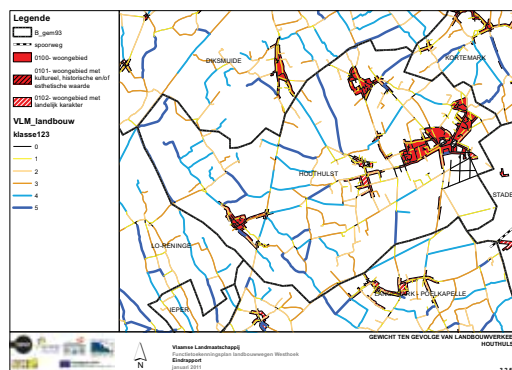 Legende
B_gem93
spoorweg
0100- woongebied
0101- woongebied met
kultureel, historische en/of
esthetische waarde
0102- woongebied met
landelijk karakter
VLM_landbouw
klasse123
0
1
2
3
4
5
DIKSMUIDE
KORTEMARK
HOUTHULST
STADE
LO-RENINGE
IEPER
POELKAPELLE
N
Vlaamse Landmaatschappij
Functietoekenningsplan landbouwwegen Westhoek
Eindrapport
januari 2011
GEWICHT TEN GEVOLGE VAN LANDBOUWVERKEE
HOUTHULS